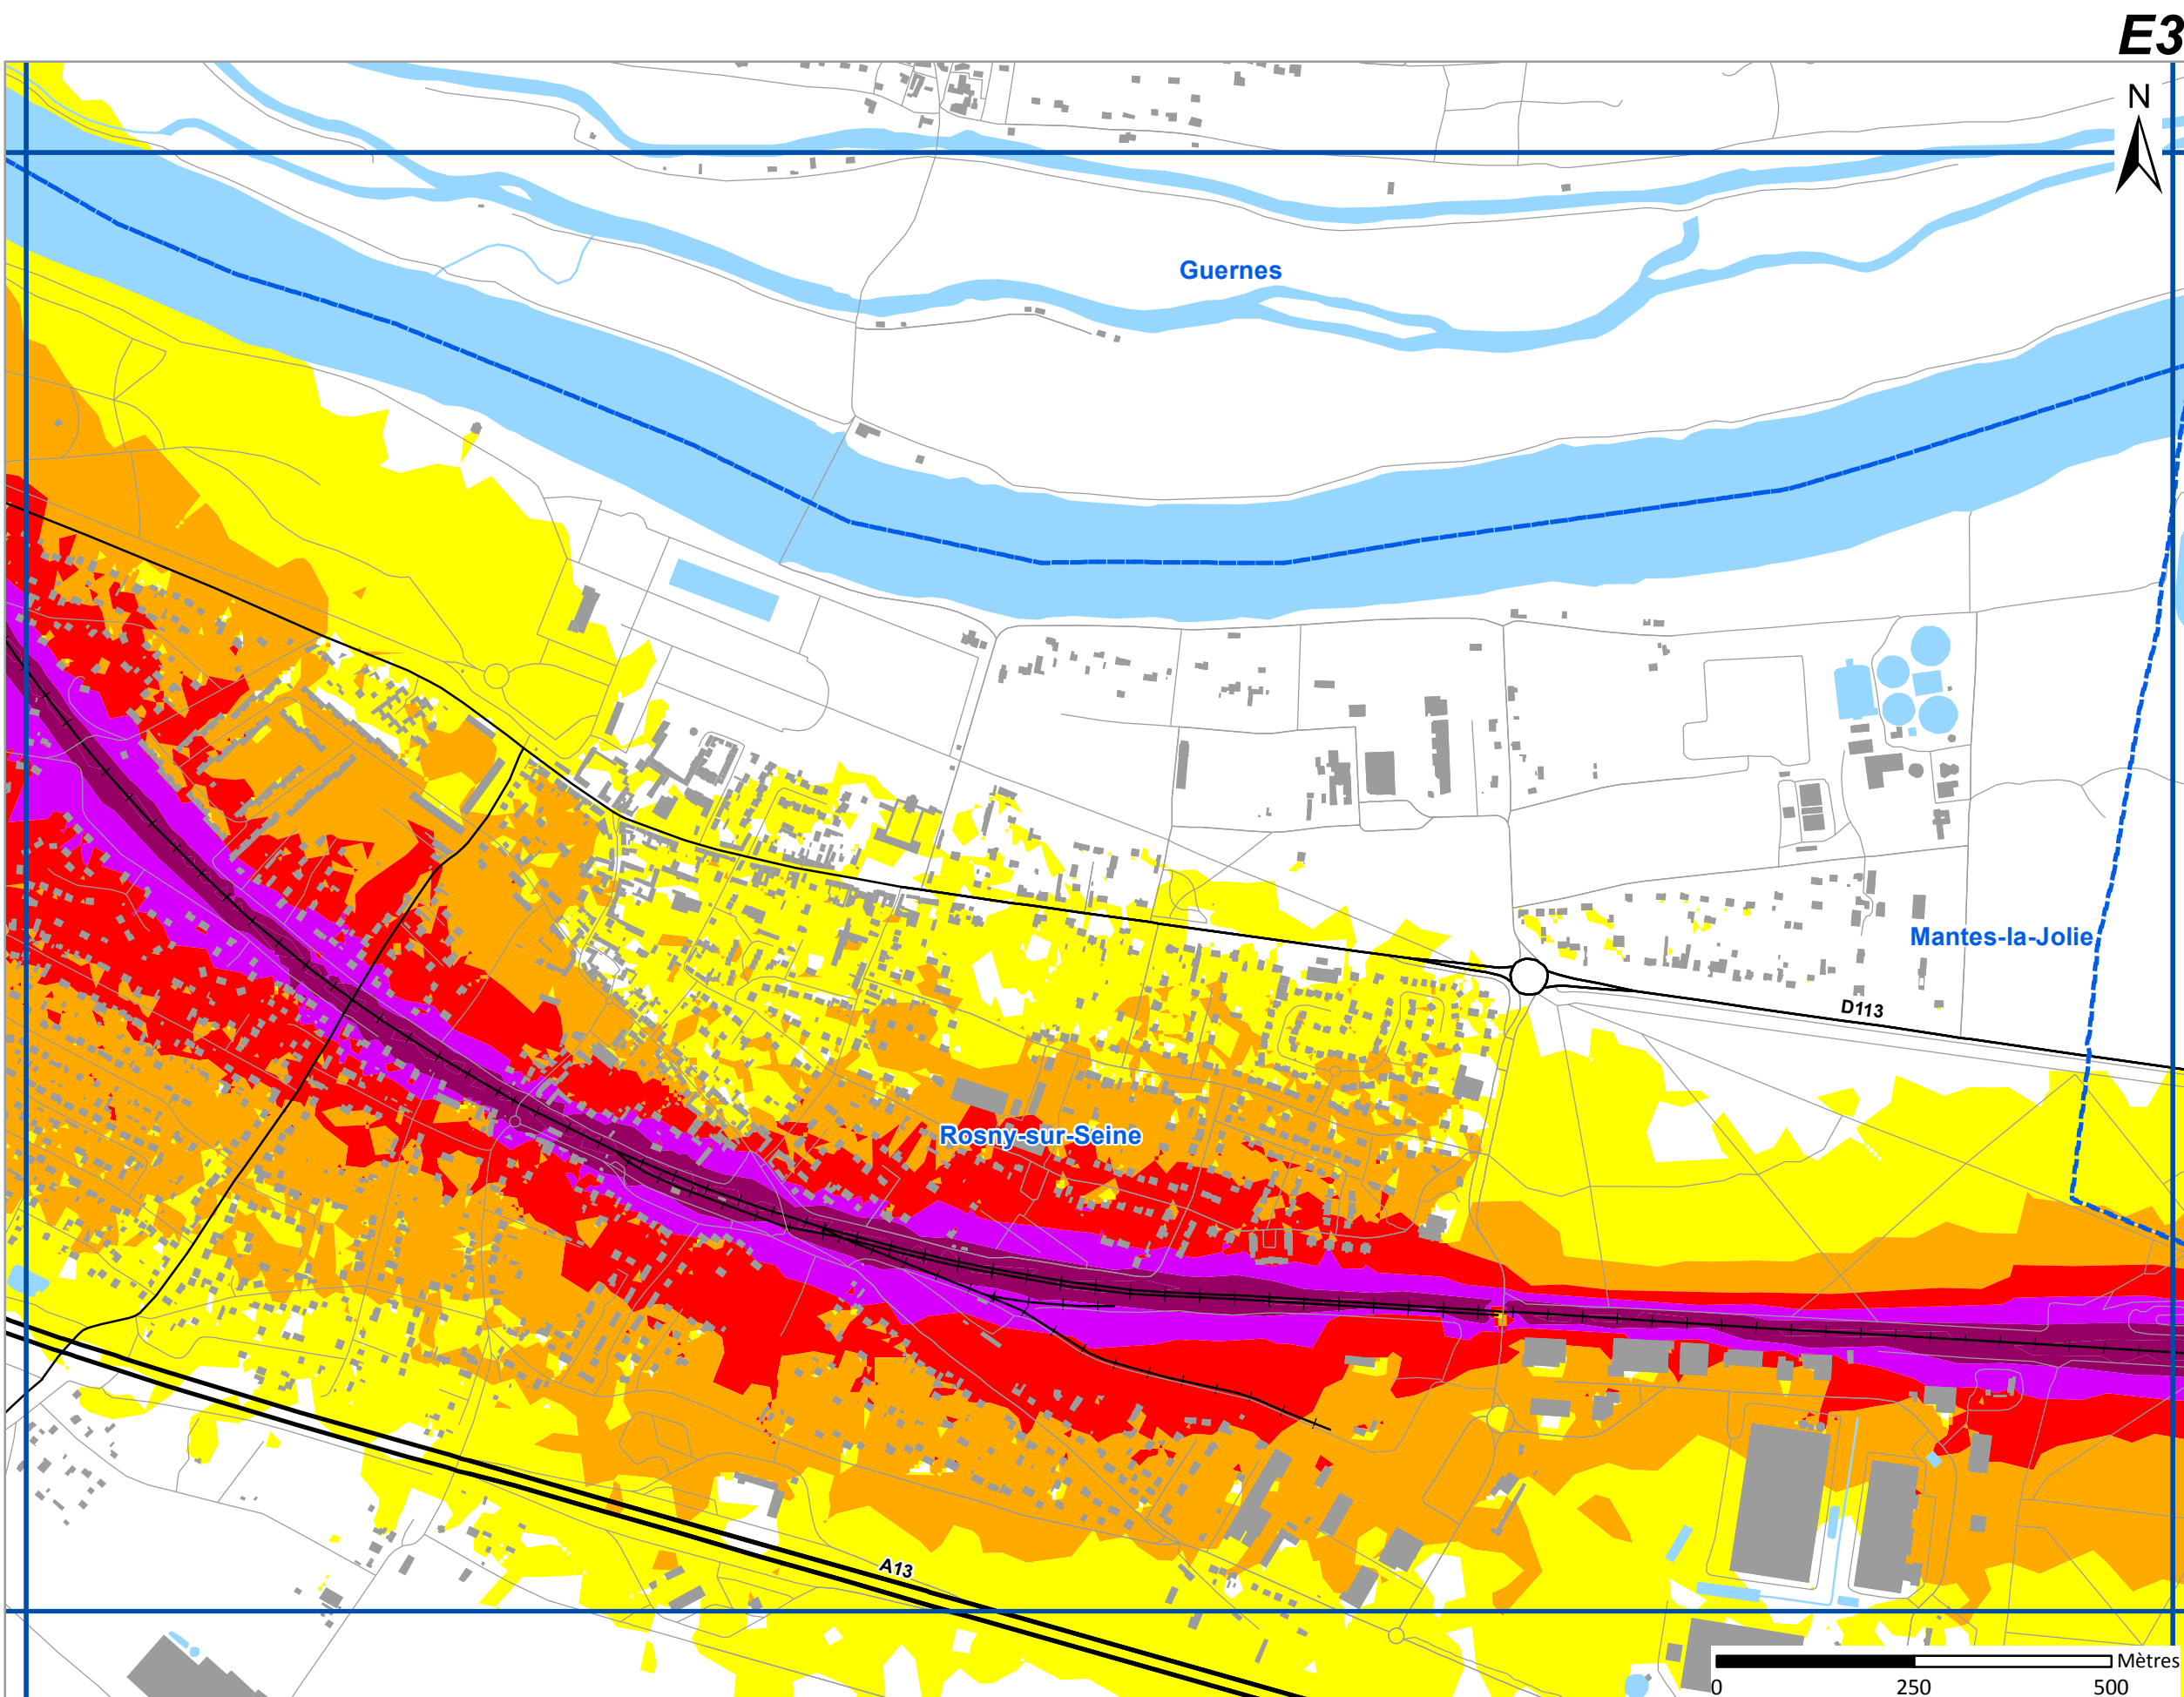 E3
N
Guernes
Mantes-la-Jolie
D113
Rosny-sur-Seine
A13
Mètres
0 250 500